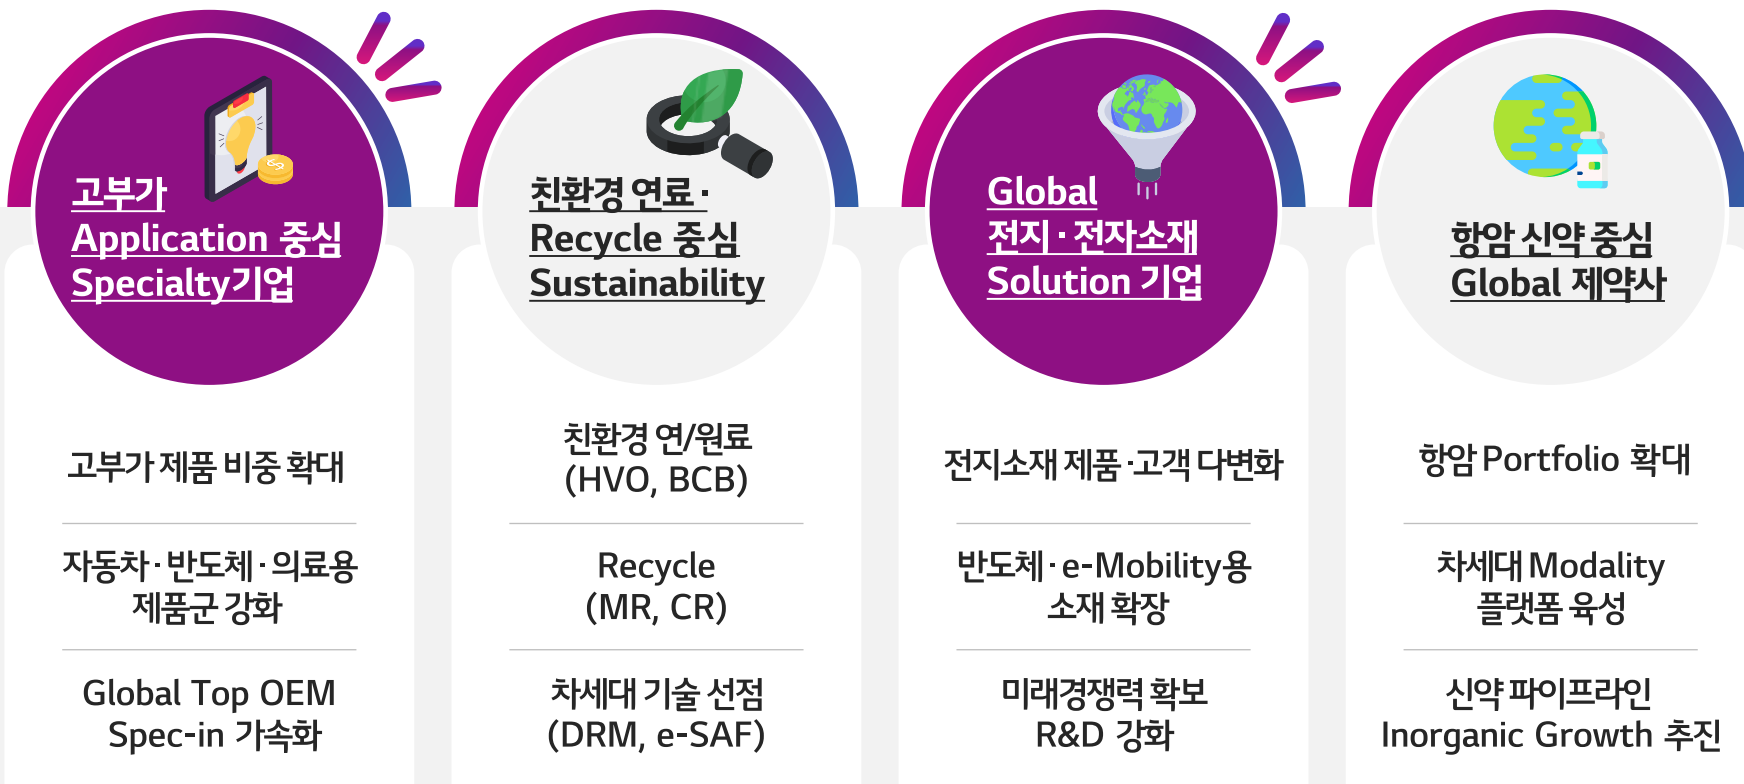 고부가
Application 중심
Specialty기업
고부가 제품 비중 확대
자동차·반도체·의료용
제품군 강화
Global Top OEM
Spec-in 가속화
친환경 연료·
Recycle 중심
Sustainability
친환경 연/원료
(HVO, BCB)
Recycle
(MR, CR)
차세대 기술 선점
(DRM, e-SAF)
Global
전지·전자소재
Solution 기업
전지소재 제품·고객 다변화
반도체·e-Mobility용
소재 확장
미래경쟁력 확보
R&D 강화
항암 신약 중심
Global 제약사
항암 Portfolio 확대
차세대 Modality
플랫폼 육성
신약 파이프라인
Inorganic Growth 추진